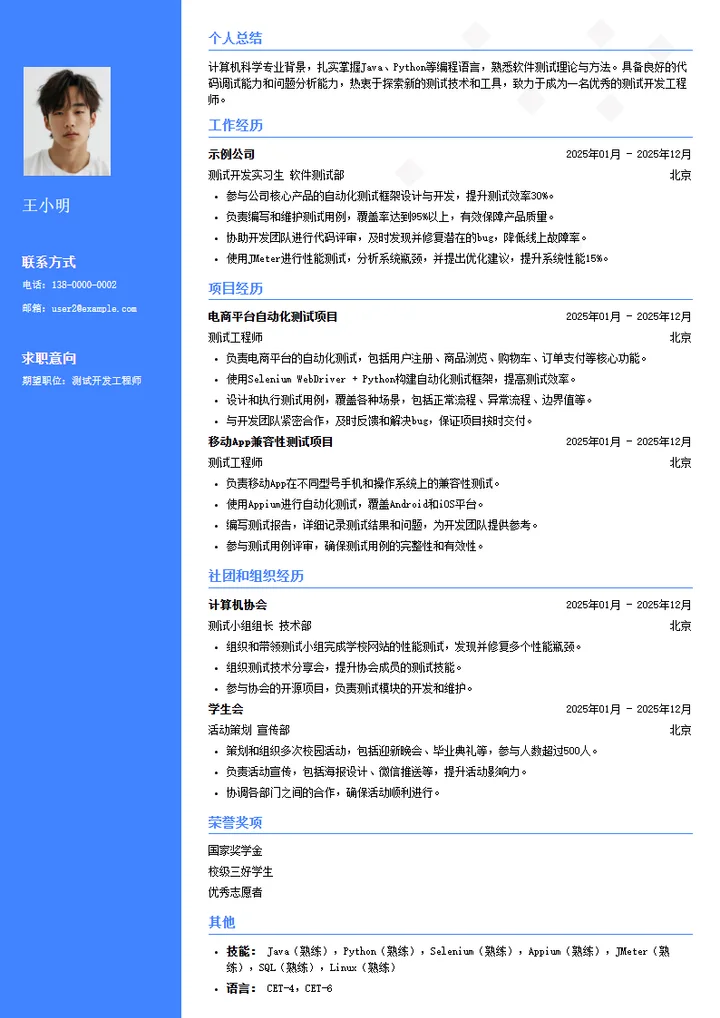 王小明
联系方式
电话：138-0000-0002
邮箱：user2@example.com
求职意向
期望职位：测试开发工程师
个人总结
计算机科学专业背景，扎实掌握Java、Python等编程语言，熟悉软件测试理论与方法。具备良好的代
码调试能力和问题分析能力，热衷于探索新的测试技术和工具，致力于成为一名优秀的测试开发工程
师。
工作经历
示例公司 2025年01月 - 2025年12月
测试开发实习生 软件测试部 北京
• 参与公司核心产品的自动化测试框架设计与开发，提升测试效率30%。
• 负责编写和维护测试用例，覆盖率达到95%以上，有效保障产品质量。
• 协助开发团队进行代码评审，及时发现并修复潜在的bug，降低线上故障率。
• 使用JMeter进行性能测试，分析系统瓶颈，并提出优化建议，提升系统性能15%。
项目经历
电商平台自动化测试项目 2025年01月 - 2025年12月
测试工程师 北京
• 负责电商平台的自动化测试，包括用户注册、商品浏览、购物车、订单支付等核心功能。
• 使用Selenium WebDriver + Python构建自动化测试框架，提高测试效率。
• 设计和执行测试用例，覆盖各种场景，包括正常流程、异常流程、边界值等。
• 与开发团队紧密合作，及时反馈和解决bug，保证项目按时交付。
移动App兼容性测试项目 2025年01月 - 2025年12月
测试工程师 北京
• 负责移动App在不同型号手机和操作系统上的兼容性测试。
• 使用Appium进行自动化测试，覆盖Android和iOS平台。
• 编写测试报告，详细记录测试结果和问题，为开发团队提供参考。
• 参与测试用例评审，确保测试用例的完整性和有效性。
社团和组织经历
计算机协会 2025年01月 - 2025年12月
测试小组组长 技术部 北京
• 组织和带领测试小组完成学校网站的性能测试，发现并修复多个性能瓶颈。
• 组织测试技术分享会，提升协会成员的测试技能。
• 参与协会的开源项目，负责测试模块的开发和维护。
学生会 2025年01月 - 2025年12月
活动策划 宣传部 北京
• 策划和组织多次校园活动，包括迎新晚会、毕业典礼等，参与人数超过500人。
• 负责活动宣传，包括海报设计、微信推送等，提升活动影响力。
• 协调各部门之间的合作，确保活动顺利进行。
荣誉奖项
国家奖学金
校级三好学生
优秀志愿者
其他
• 技能： Java（熟练），Python（熟练），Selenium（熟练），Appium（熟练），JMeter（熟
练），SQL（熟练），Linux（熟练）
• 语言： CET-4，CET-6